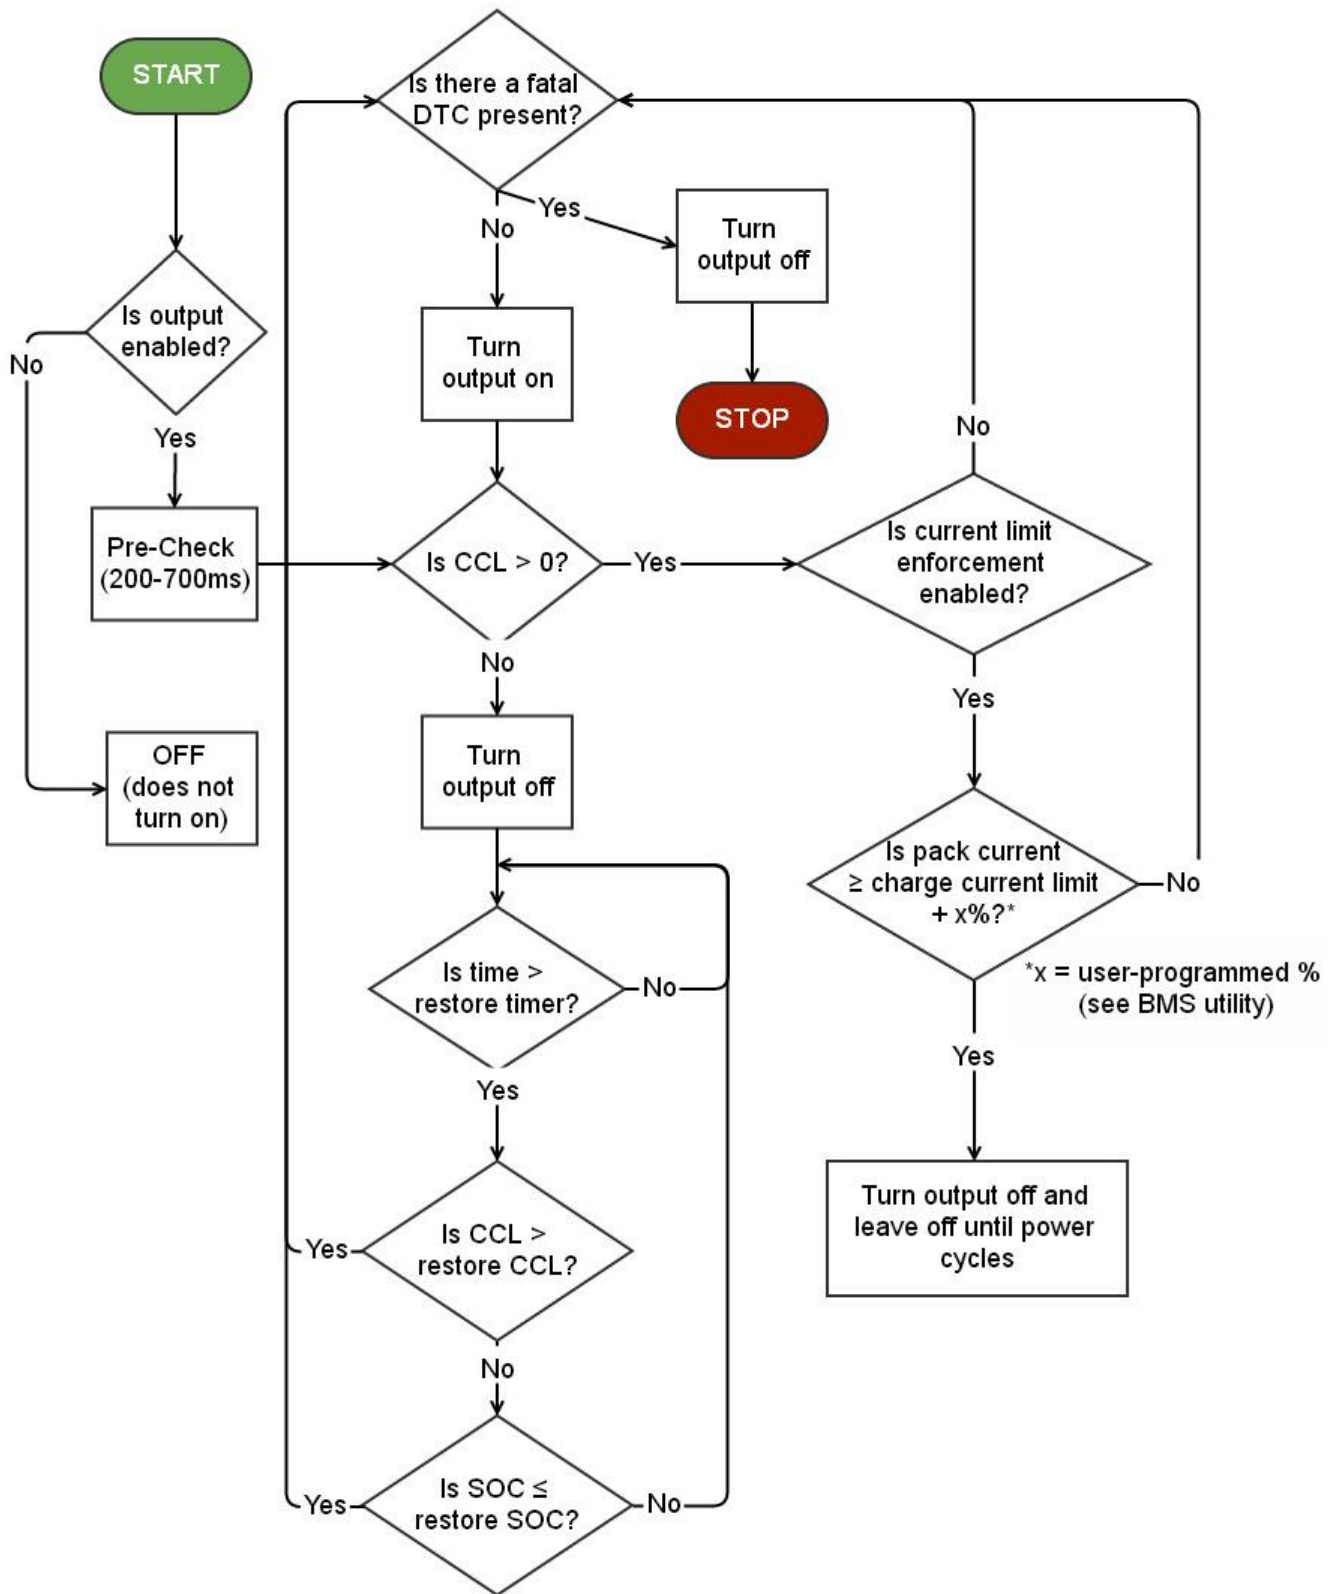 START
Is there a fatal
DTC present?
Yes
No
Turn
output off
Is output
enabled?
No
Turn
output on
STOP
No
Yes
Pre-Check
(200-700ms)
Is CCL > 0?
Yes
Is current limit
enforcement
enabled?
No
Yes
OFF
(does not
turn on)
Turn
output off
Is pack current
≥ charge current limit
+ x%?*
No
Is time >
restore timer?
No
*x = user-programmed %
(see BMS utility)
Yes
Yes
Turn output off and
leave off until power
cycles
Is CCL >
restore CCL?
Yes
No
Is SOC ≤
restore SOC?
Yes
No